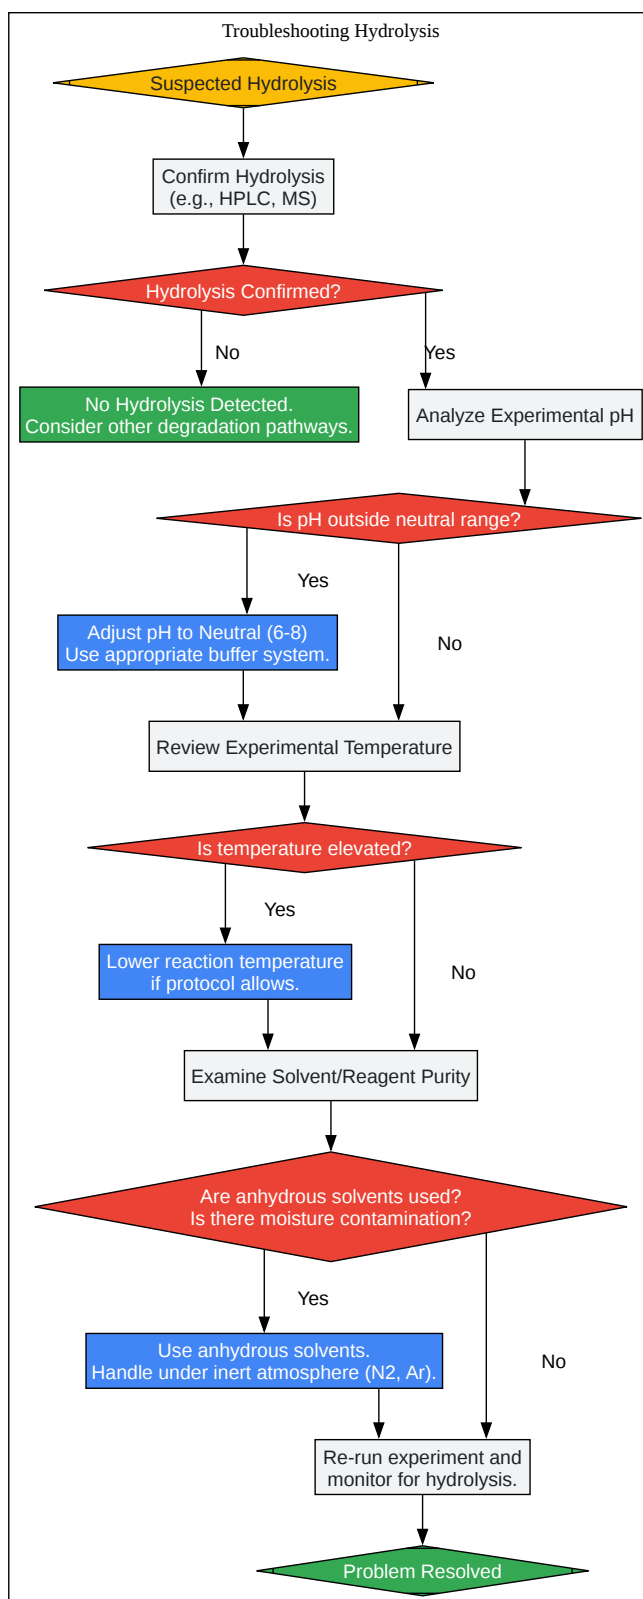 Troubleshooting Hydrolysis
Suspected Hydrolysis
Confirm Hydrolysis
(e.g., HPLC, MS)
Hydrolysis Confirmed?
No
Yes
No Hydrolysis Detected.
Consider other degradation pathways.
Analyze Experimental pH
Is pH outside neutral range?
Yes
Adjust pH to Neutral (6-8)
Use appropriate buffer system.
No
Review Experimental Temperature
Is temperature elevated?
Yes
Lower reaction temperature
if protocol allows.
No
Examine Solvent/Reagent Purity
Are anhydrous solvents used?
Is there moisture contamination?
Yes
Use anhydrous solvents.
Handle under inert atmosphere (N2, Ar).
No
Re-run experiment and
monitor for hydrolysis.
Problem Resolved